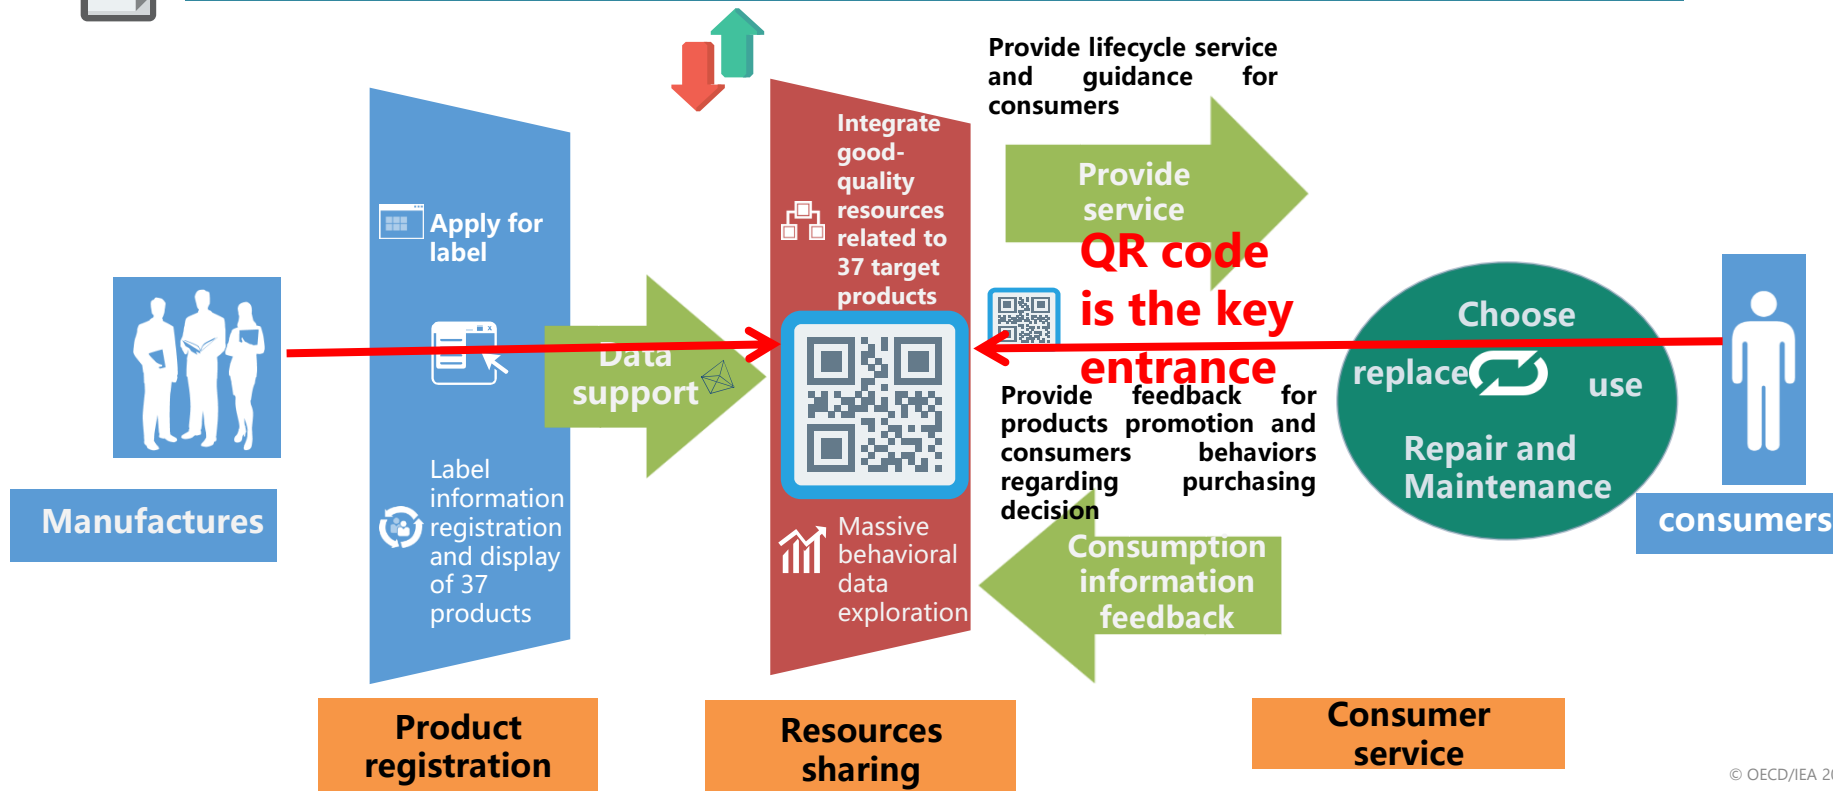 Provide lifecycle service
and guidance for
consumers
Integrate
good-
quality
resources
related to
37 target
products
Provide
service
Apply for
label
QR code
is the key
entrance
Choose
replace
use
Repair and
Maintenance
Data
support
Provide feedback for
products promotion and
consumers behaviors
regarding purchasing
decision
Label
information
registration
and display
of 37
products
Manufactures
Massive
behavioral
data
exploration
Consumption
information
feedback
consumers
Product
registration
Resources
sharing
Consumer
service
© OECD/IEA 20